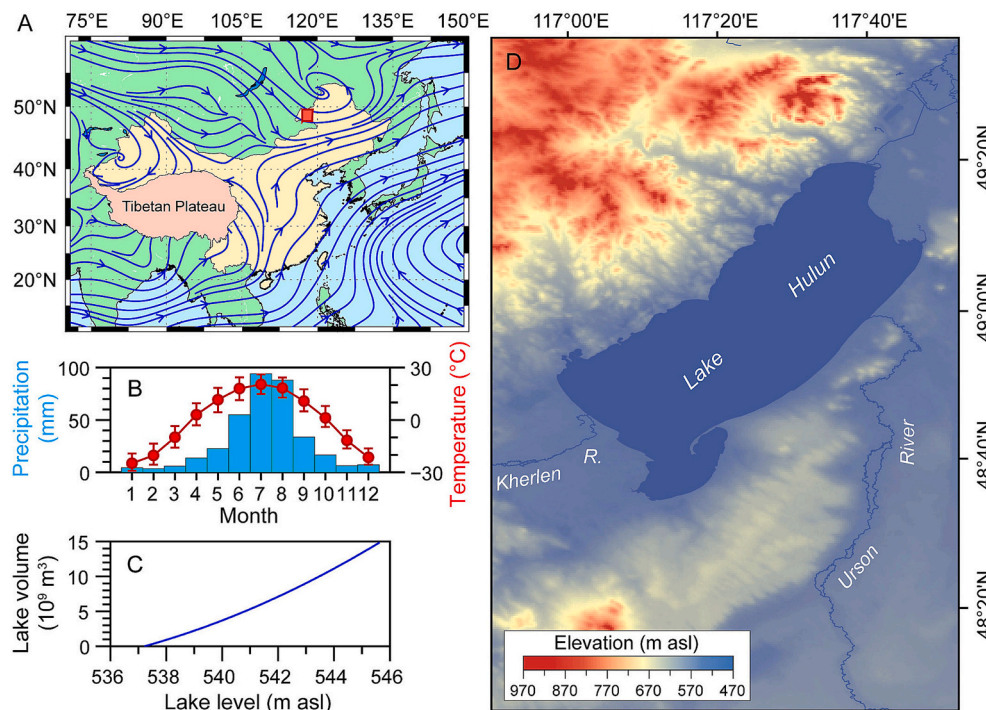 A
75°E 90°E 105°E 120°E 135°E 150°E
50°N
40°N
30°N
20°N
Tibetan Plateau
B
Precipitation
(mm)
100
50
0
30
0
−30
Temperature (°C)
1 2 3 4 5 6 7 8 9 10 11 12
Month
C
Lake volume
(10⁹ m³)
15
10
5
0
536 538 540 542 544 546
Lake level (m asl)
D
117°00'E 117°20'E 117°40'E
49°20'N
49°00'N
48°40'N
48°20'N
Hulun
Lake
R.
Kherlen
River
Urson
Elevation (m asl)
970 870 770 670 570 470